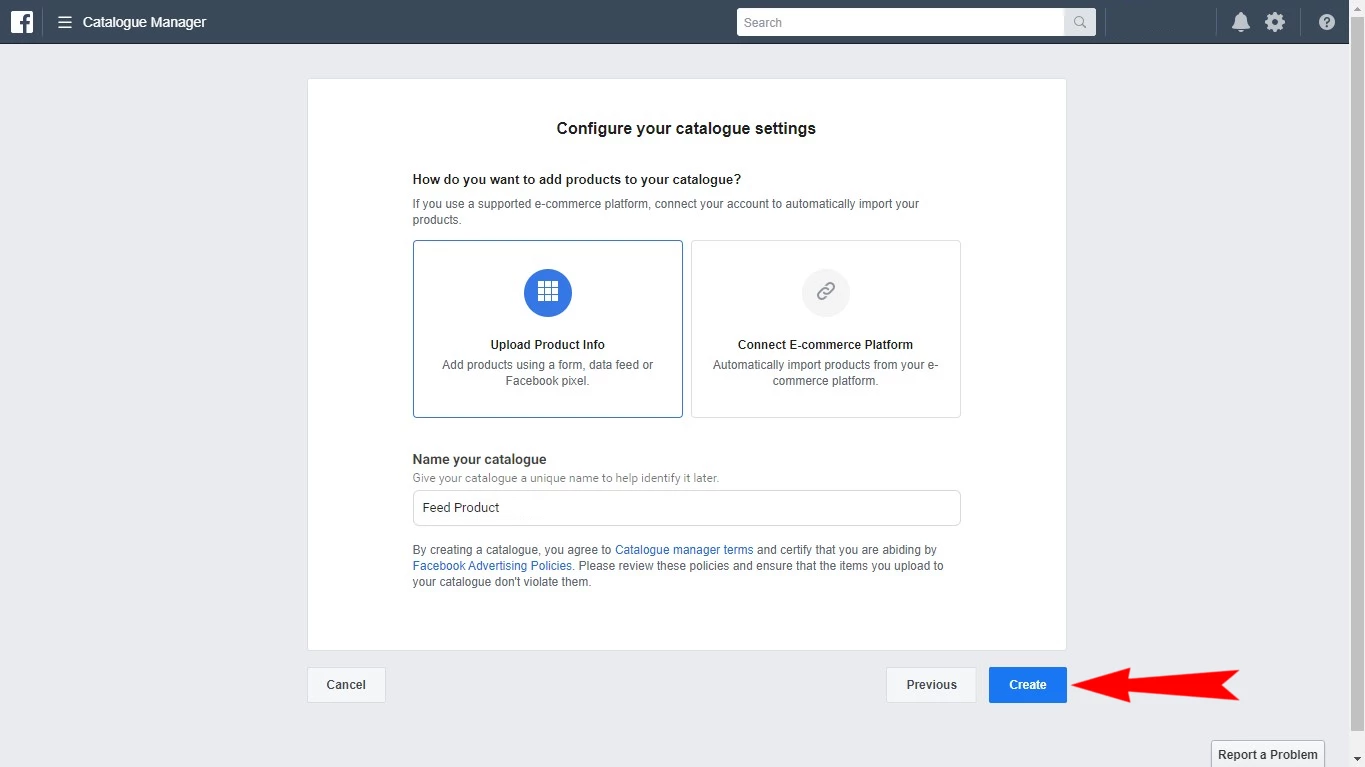 Catalogue Manager
Search
Configure your catalogue settings
How do you want to add products to your catalogue?
If you use a supported e-commerce platform, connect your account to automatically import your
products.
Upload Product Info
Add products using a form, data feed or
Facebook pixel.
Connect E-commerce Platform
Automatically import products from your e-
commerce platform.
Name your catalogue
Give your catalogue a unique name to help identify it later.
Feed Product
By creating a catalogue, you agree to Catalogue manager terms and certify that you are abiding by
Facebook Advertising Policies. Please review these policies and ensure that the items you upload to
your catalogue don't violate them.
Cancel
Previous
Create
Report a Problem